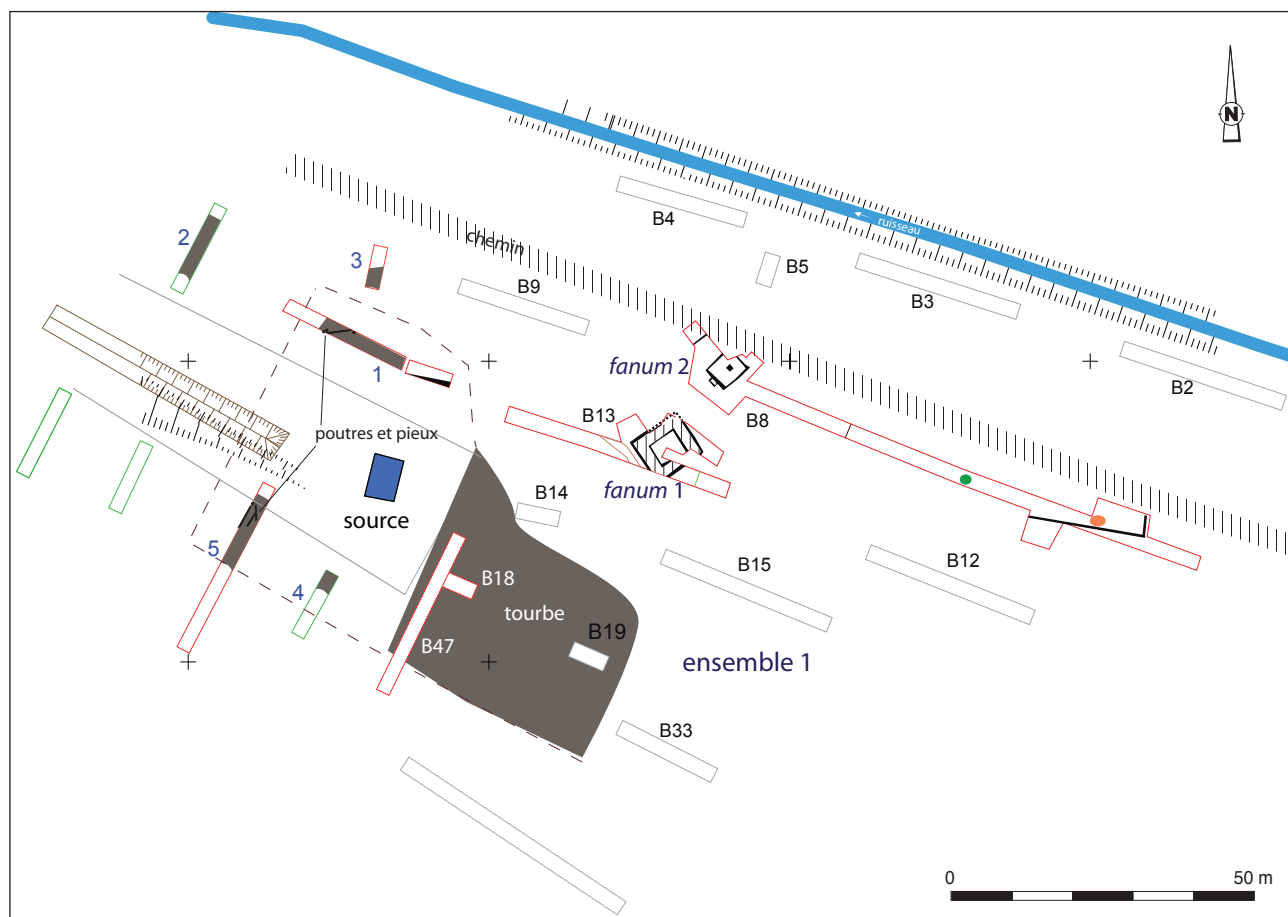 N
B4
ruisseau
2
chemin
3
B5
B9
B3
fanum 2
B2
1
B13
B8
poutres et pieux
fanum 1
B14
source
5
B15
B12
4
B18
tourbe
B19
B47
ensemble 1
B33
0
50 m